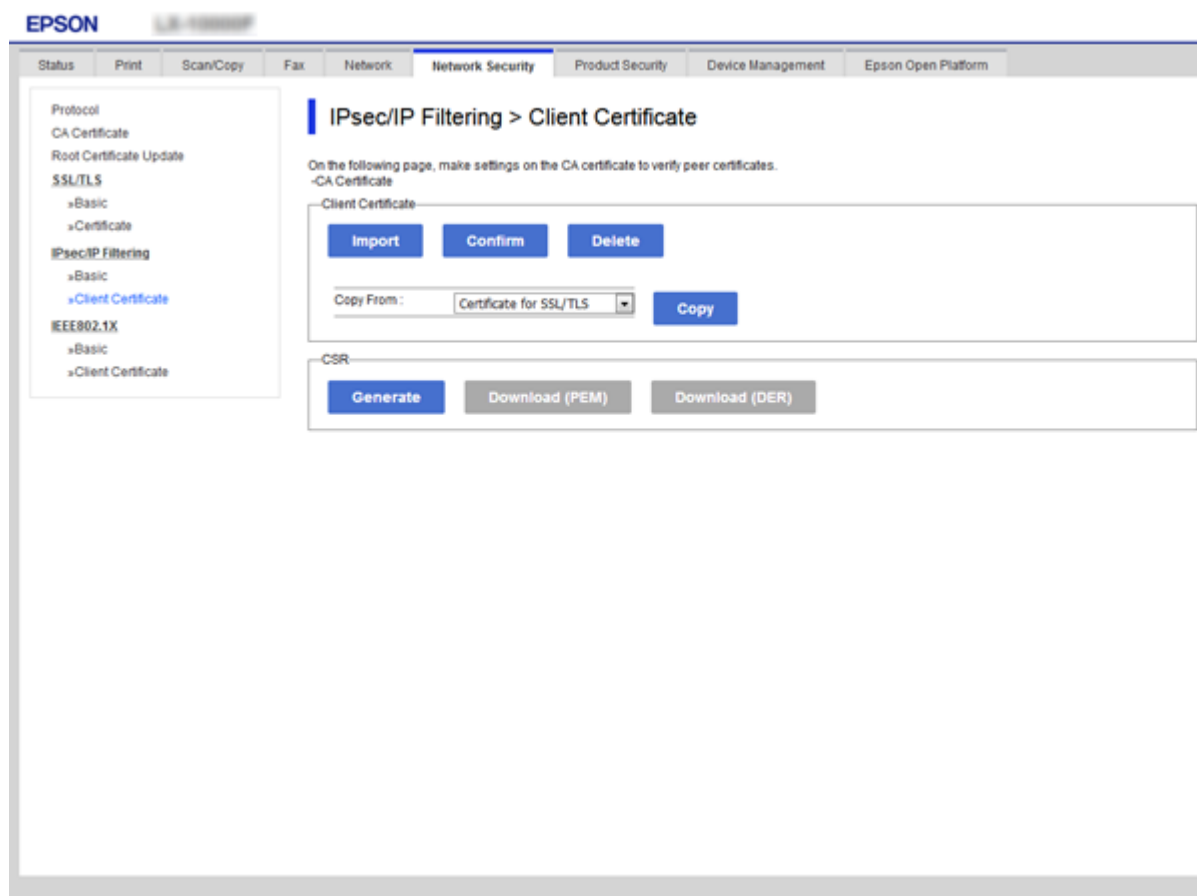 EPSON
Status Print Scan/Copy Fax Network Network Security Product Security Device Management Epson Open Platform
Protocol
CA Certificate
Root Certificate Update
SSL/TLS
»Basic
»Certificate
IPsec/IP Filtering
»Basic
»Client Certificate
IEEE802.1X
»Basic
»Client Certificate
IPsec/IP Filtering > Client Certificate
On the following page, make settings on the CA certificate to verify peer certificates.
-CA Certificate
Client Certificate
Import Confirm Delete
Copy From : Certificate for SSL/TLS Copy
CSR
Generate Download (PEM) Download (DER)